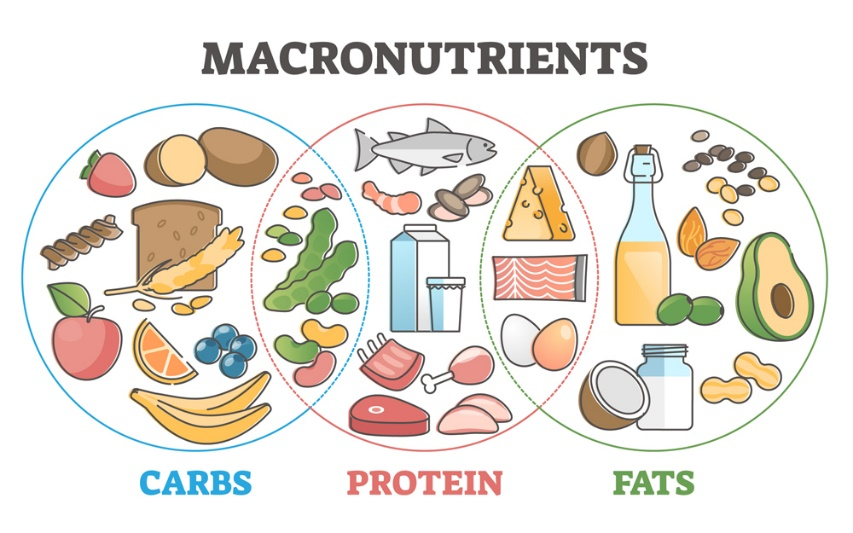 MACRONUTRIENTS
CARBS
PROTEIN
FATS